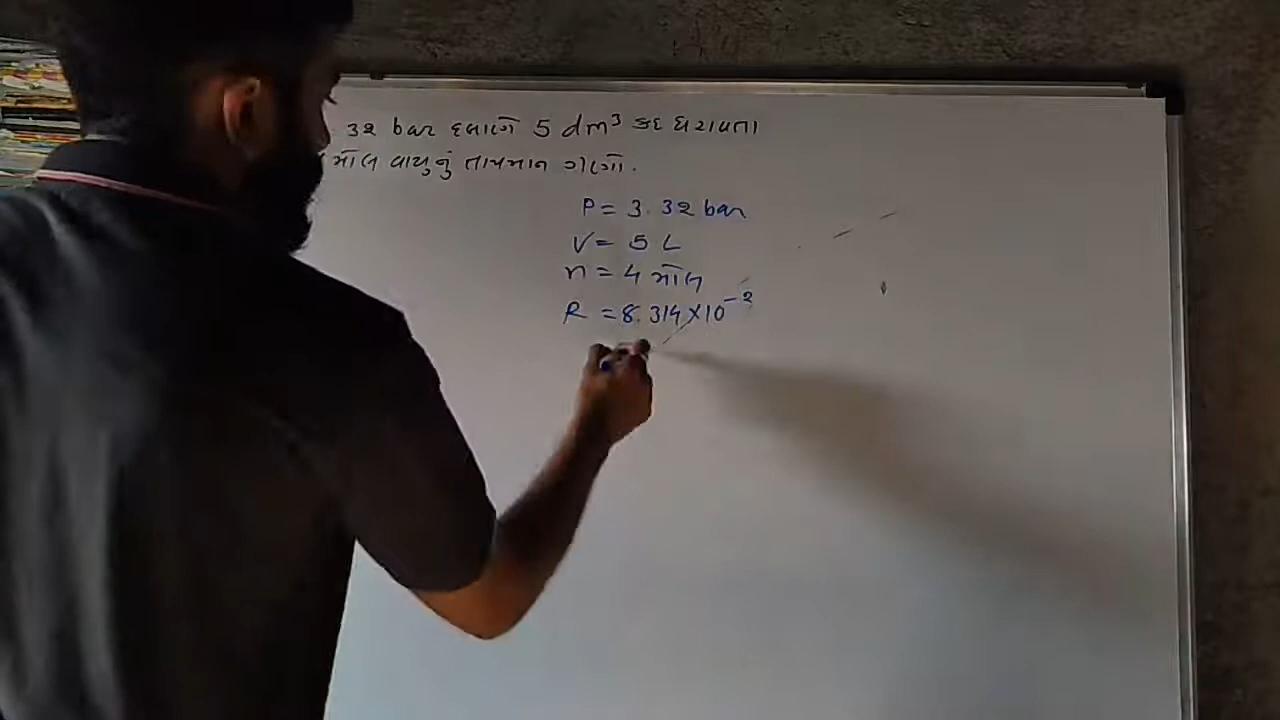 32 bar દબાણે 5 dm³ કદ ધરાવતા
મૉલ વાયુનું તાપમાન ગણો.
P = 3.32 bar
V = 5 L
n = 4 મૉલ
R = 8.314×10⁻²